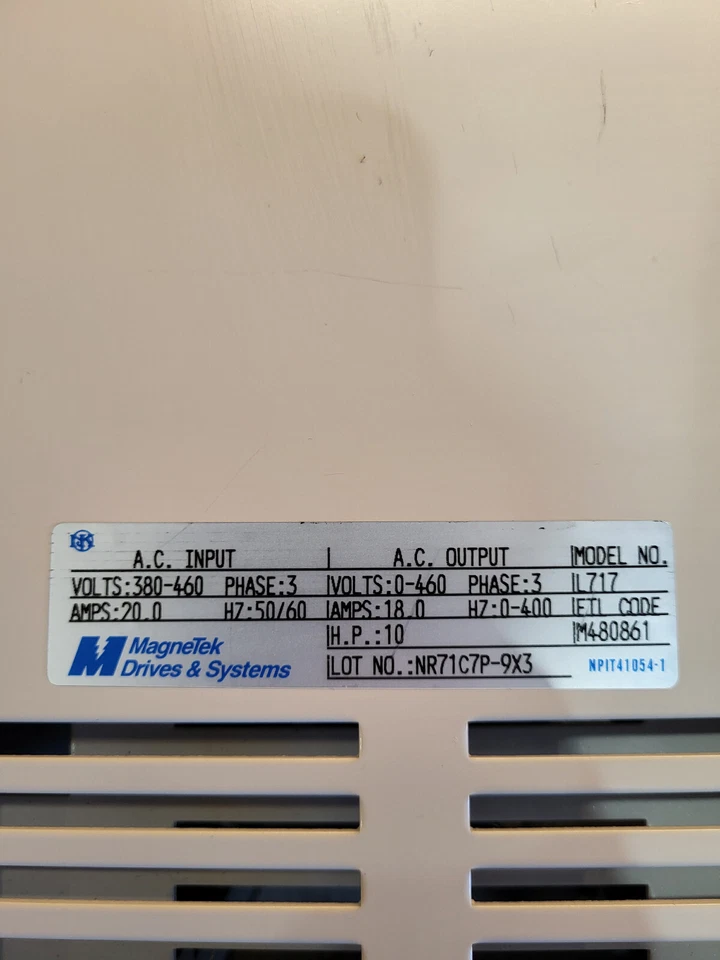 A.C. INPUT A.C. OUTPUT MODEL NO.
VOLTS:380-460 PHASE:3 VOLTS:0-460 PHASE:3 L717
AMPS:20.0 HZ:50/60 AMPS:18.0 HZ:0-400 ETL CODE
H.P.:10 M480861
MagneTek
Drives & Systems
LOT NO.:NR71C7P-9X3 NPIT41054-1